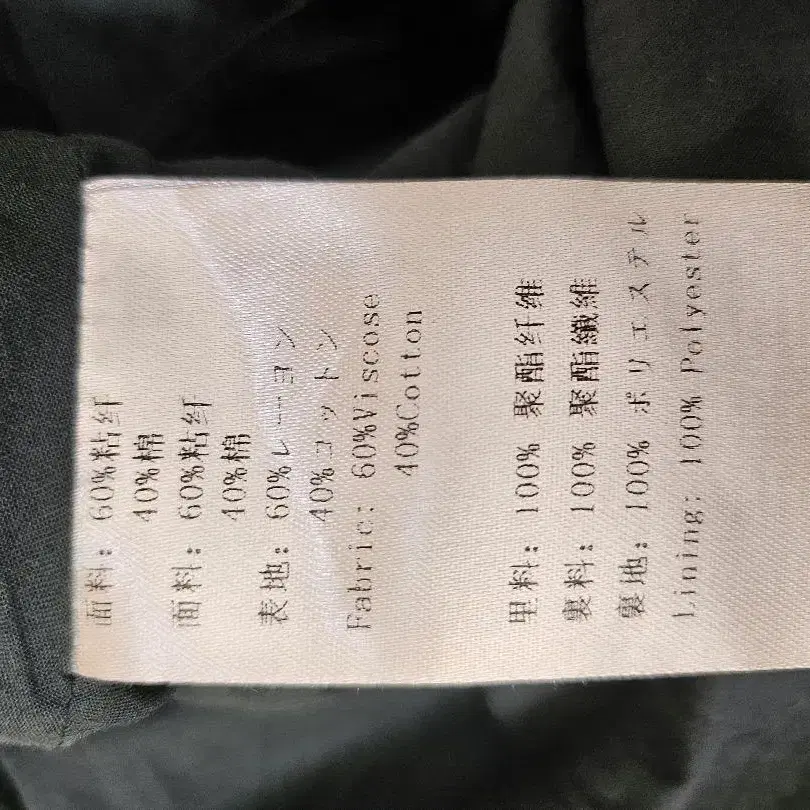 面料: 60%粘纤
40%棉
面料: 60%粘纤
40%棉
表地: 60%レーヨン
40%コットン
Fabric: 60%Viscose
40%Cotton
里料: 100% 聚酯纤维
裏料: 100% 聚酯纖維
裏地: 100% ポリエステル
Lining: 100% Polyester